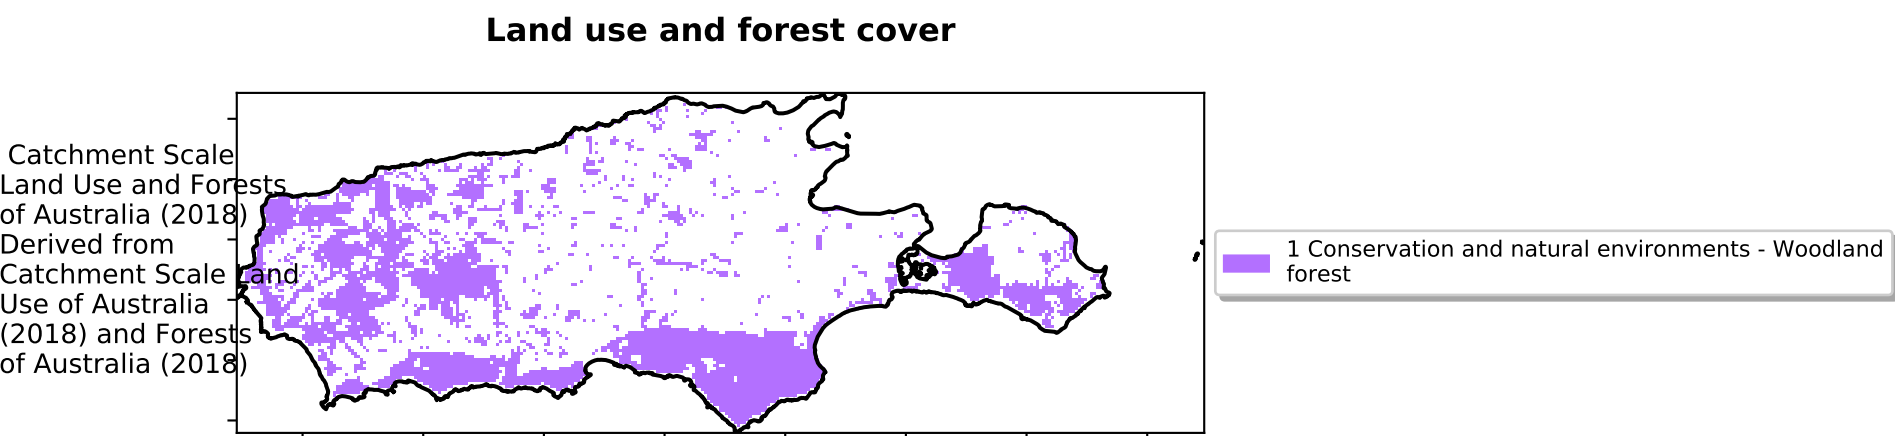 Land use and forest cover
Catchment Scale
Land Use and Forests
of Australia (2018)
Derived from
Catchment Scale Land
Use of Australia
(2018) and Forests
of Australia (2018)
1 Conservation and natural environments - Woodland
forest